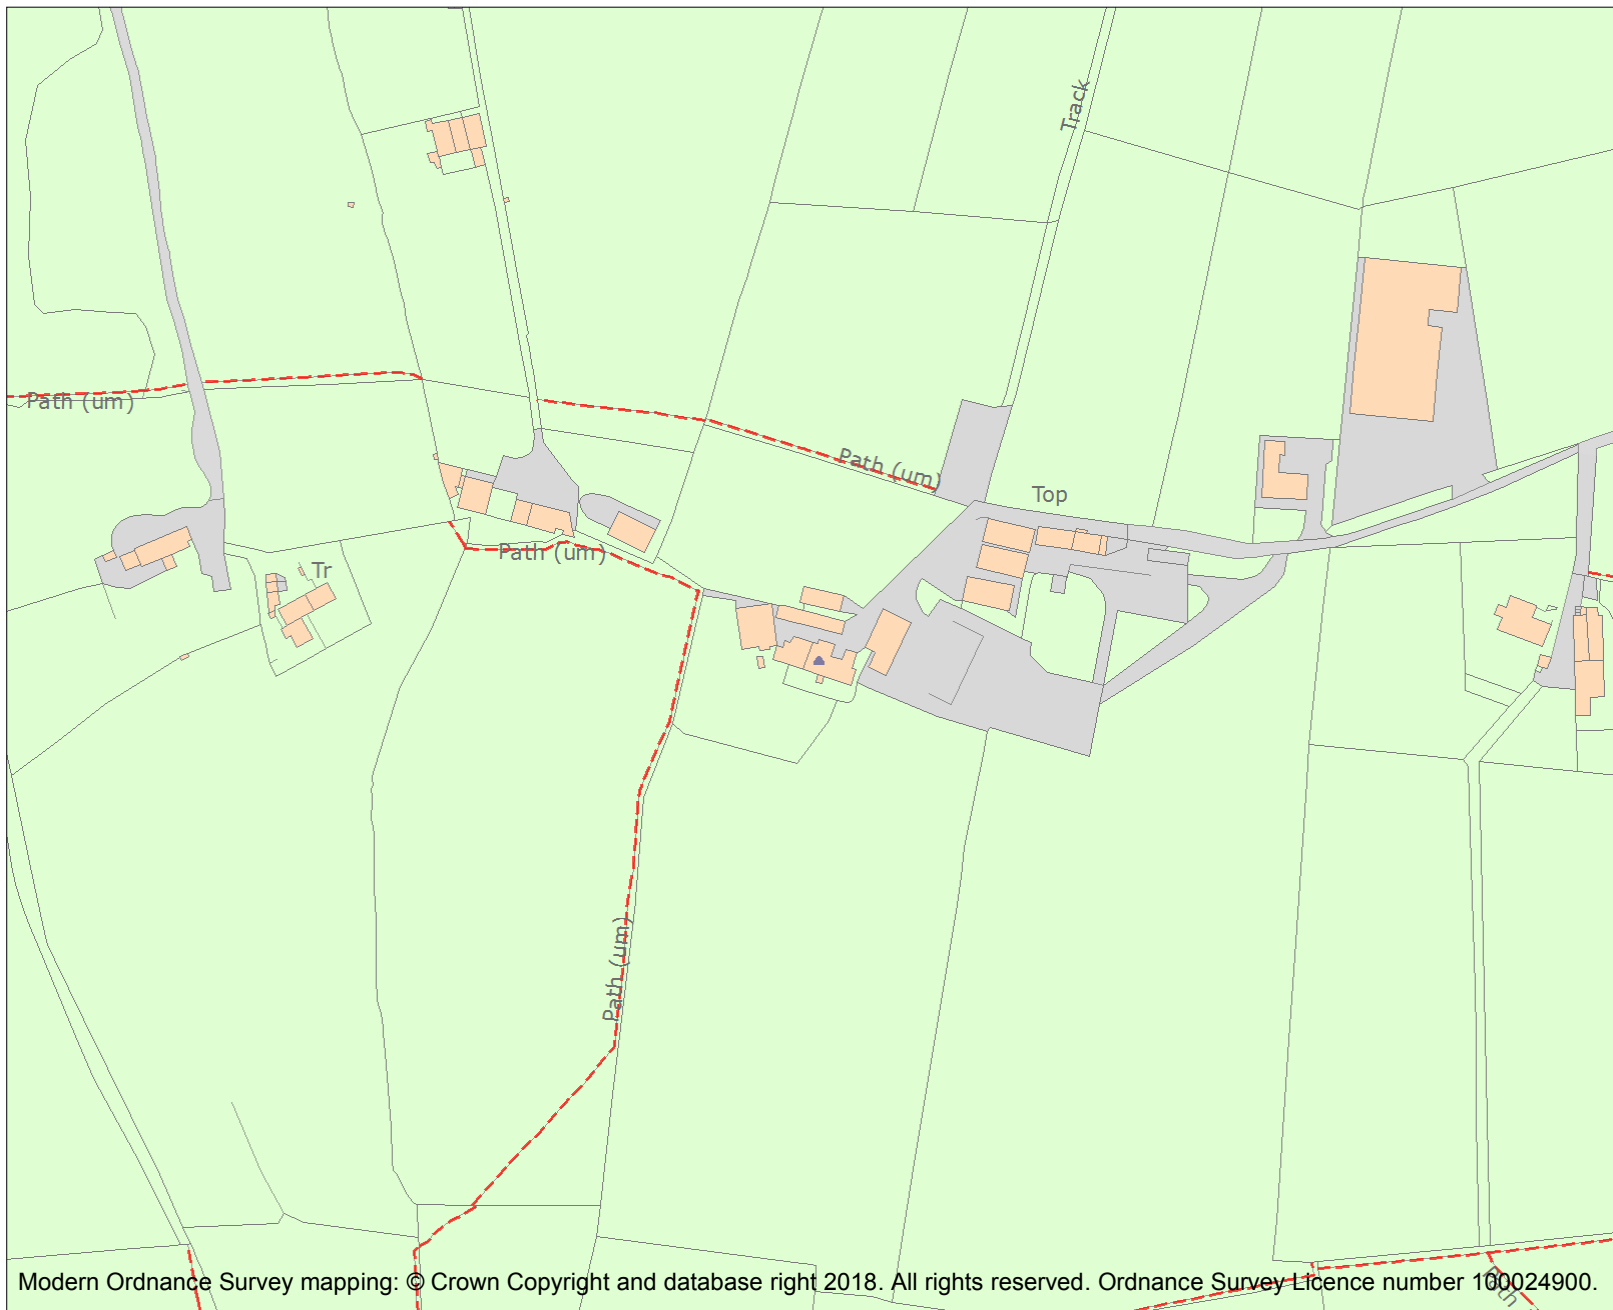 Track
Path (um)
Path (um)
Top
Path (um)
Tr
Path (um)
Path
Modern Ordnance Survey mapping: © Crown Copyright and database right 2018. All rights reserved. Ordnance Survey Licence number 100024900.